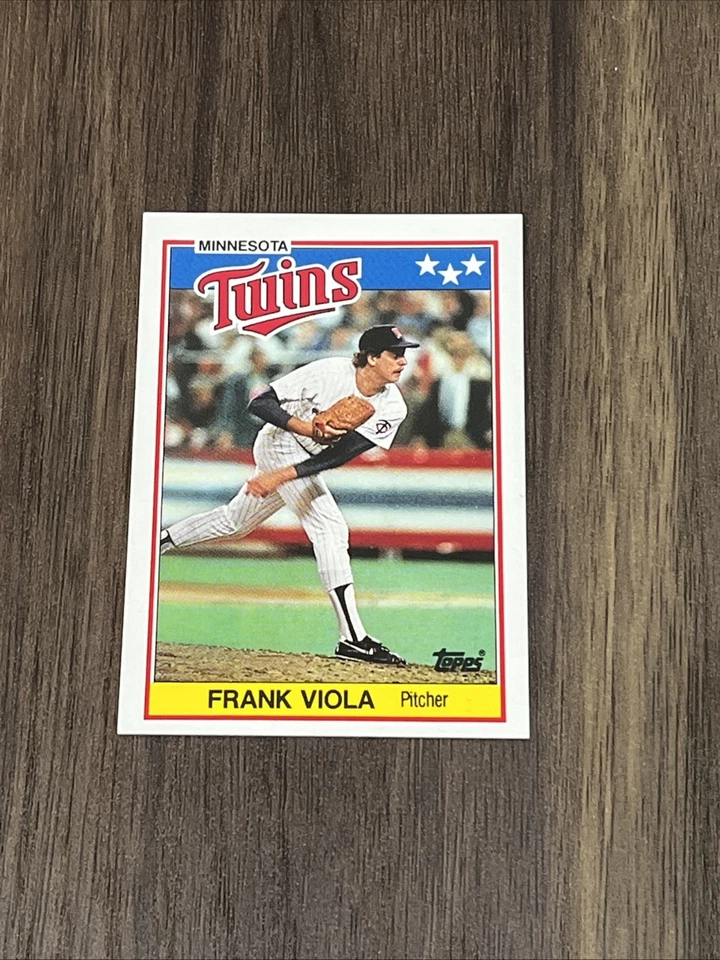 MINNESOTA
Twins
topps®
FRANK VIOLA Pitcher